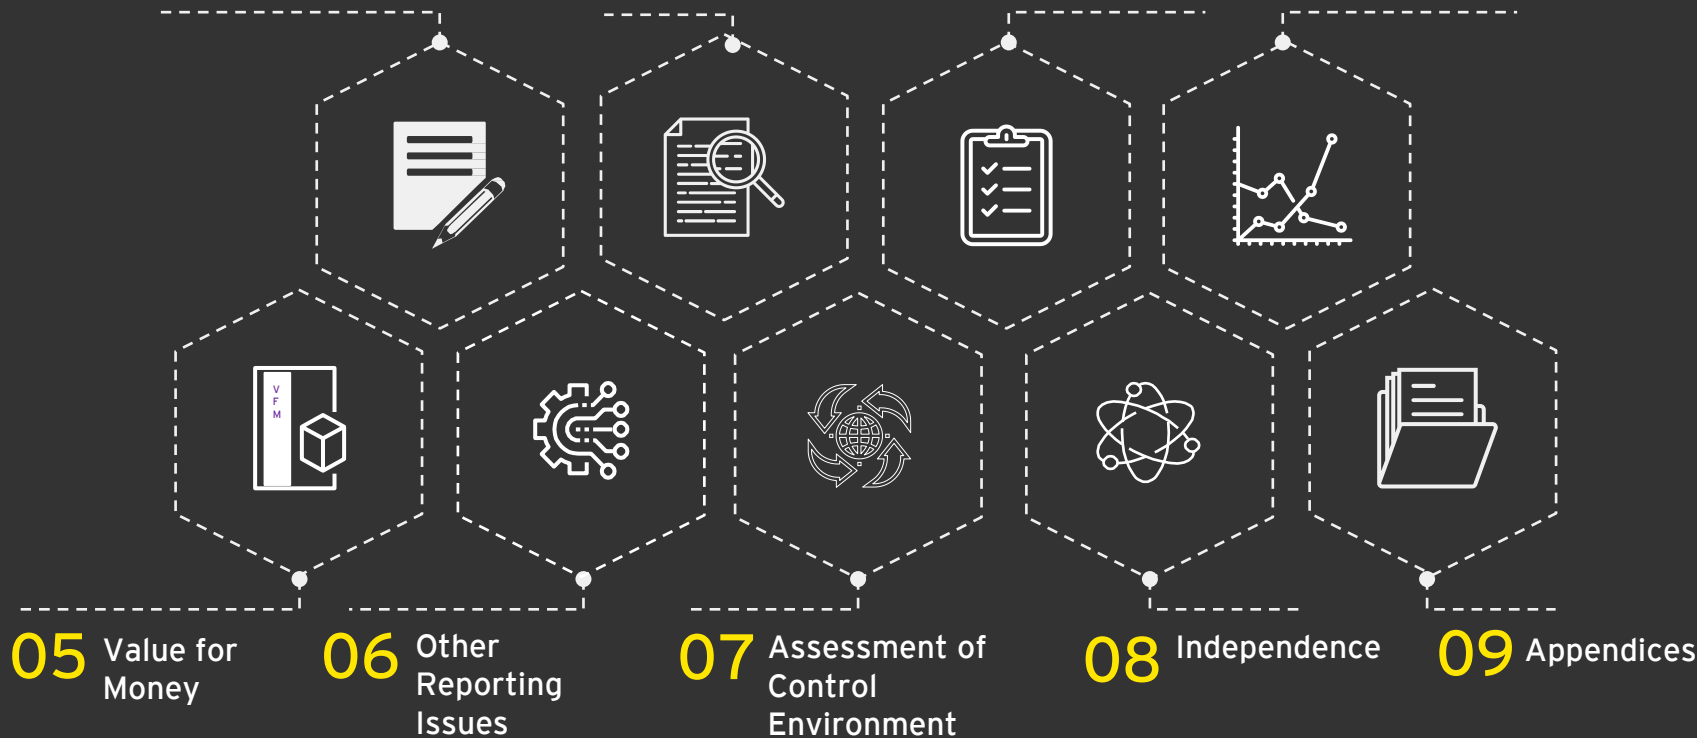 V
F
M
05 Value for
Money
06 Other
Reporting
Issues
07 Assessment of
Control
Environment
08 Independence
09 Appendices